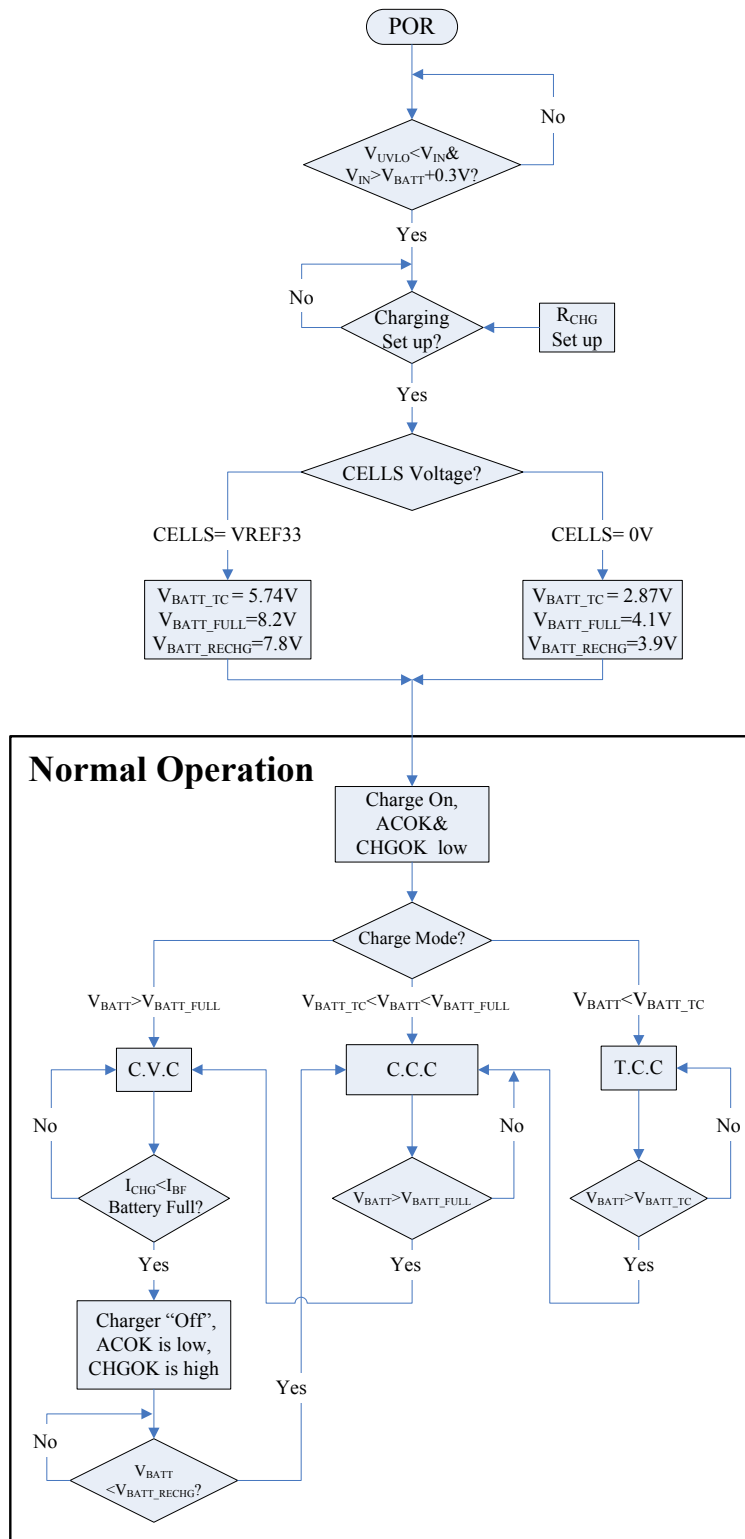 POR
No
VUVLO<VIN&
VIN>VBATT+0.3V?
Yes
No
Charging
Set up?
RCHG
Set up
Yes
CELLS Voltage?
CELLS= VREF33
CELLS= 0V
VBATT_TC = 5.74V
VBATT_FULL=8.2V
VBATT_RECHG=7.8V
VBATT_TC = 2.87V
VBATT_FULL=4.1V
VBATT_RECHG=3.9V
Normal Operation
Charge On,
ACOK&
CHGOK low
Charge Mode?
VBATT>VBATT_FULL
VBATT_TC<VBATT<VBATT_FULL
VBATT<VBATT_TC
C.V.C
C.C.C
T.C.C
No
No
No
ICHG<IBF
Battery Full?
VBATT>VBATT_FULL
VBATT>VBATT_TC
Yes
Yes
Yes
Charger “Off”,
ACOK is low,
CHGOK is high
Yes
No
VBATT
<VBATT_RECHG?